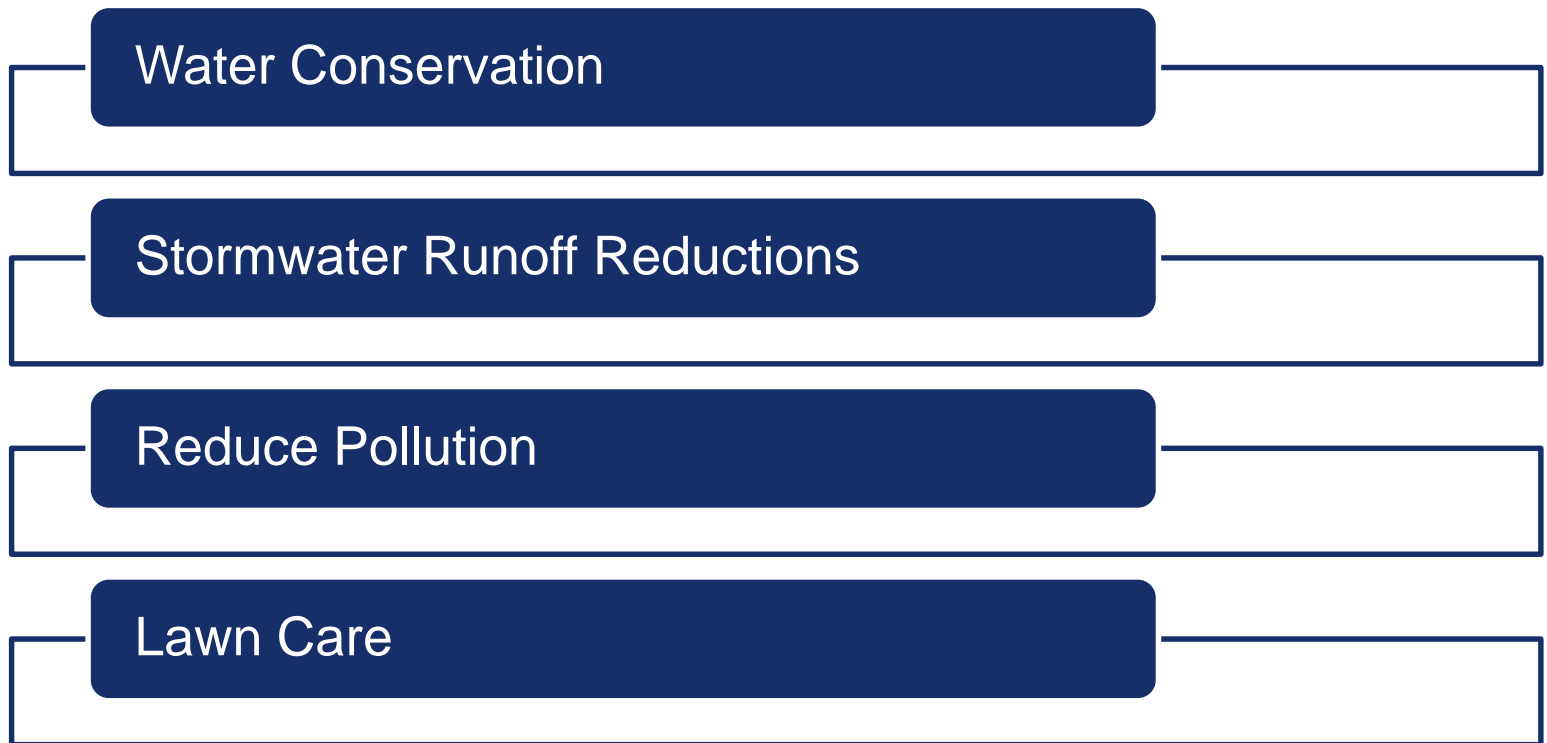 Water Conservation
Stormwater Runoff Reductions
Reduce Pollution
Lawn Care